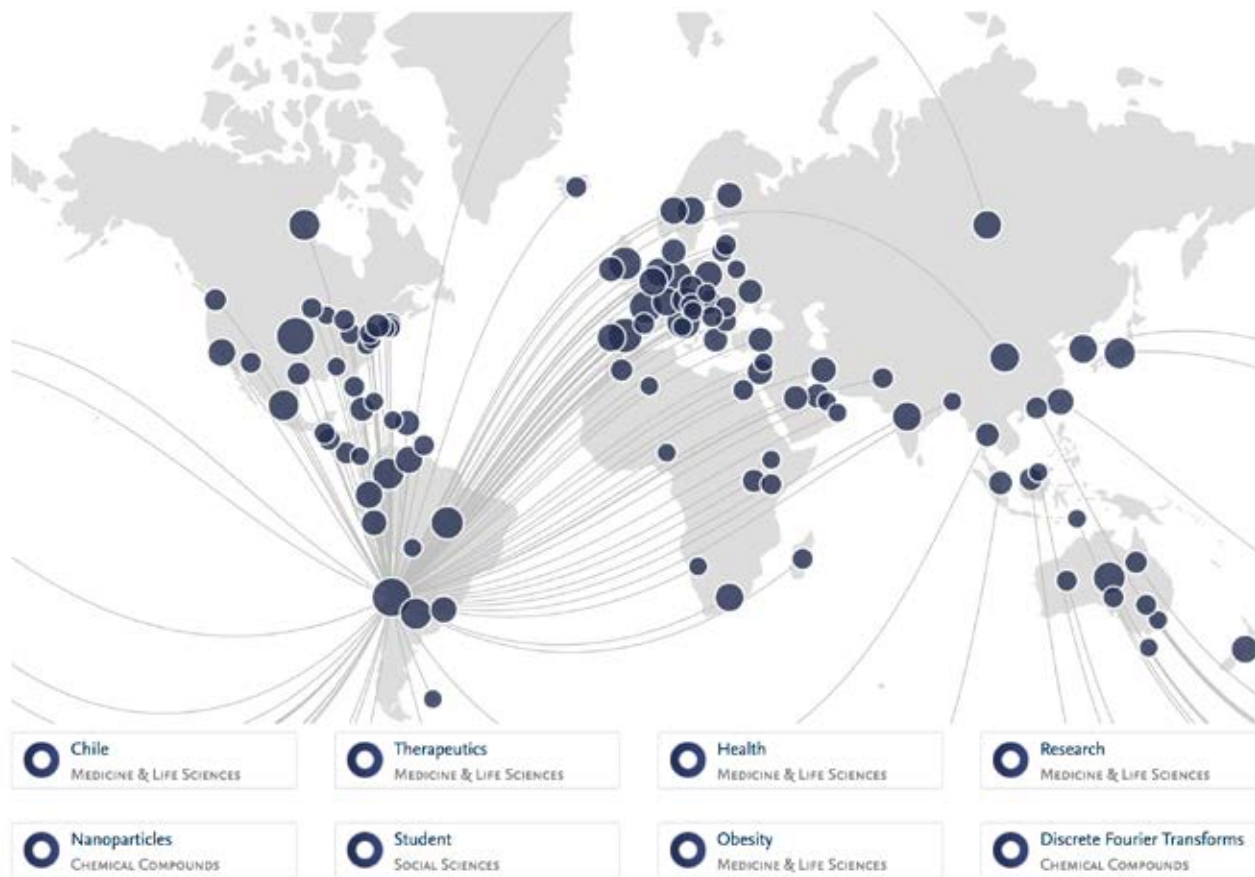 Chile
MEDICINE & LIFE SCIENCES
Therapeutics
MEDICINE & LIFE SCIENCES
Health
MEDICINE & LIFE SCIENCES
Research
MEDICINE & LIFE SCIENCES
Nanoparticles
CHEMICAL COMPOUNDS
Student
SOCIAL SCIENCES
Obesity
MEDICINE & LIFE SCIENCES
Discrete Fourier Transforms
CHEMICAL COMPOUNDS